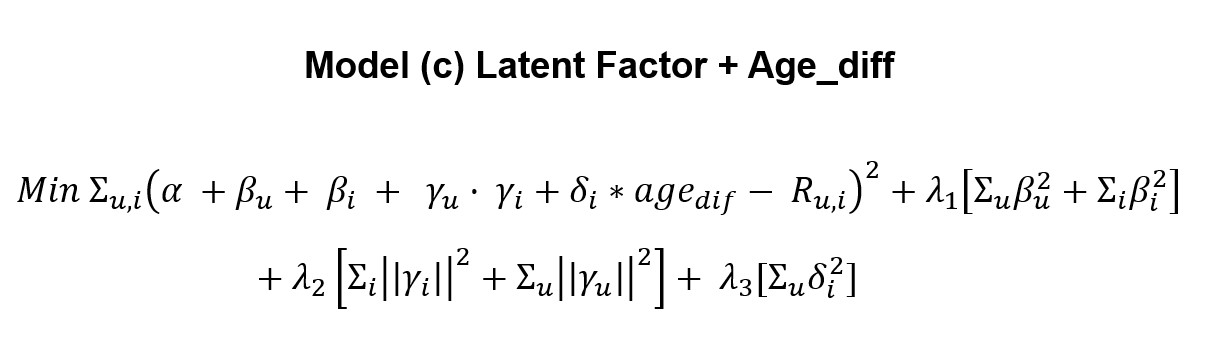 Model (c) Latent Factor + Age_diff
Min Σ_{u,i}(α + β_u + β_i + γ_u · γ_i + δ_i * age_{dif} − R_{u,i})^2 + λ_1[Σ_u β_u^2 + Σ_i β_i^2]
+ λ_2 [Σ_i||γ_i||^2 + Σ_u||γ_u||^2] + λ_3[Σ_u δ_i^2]